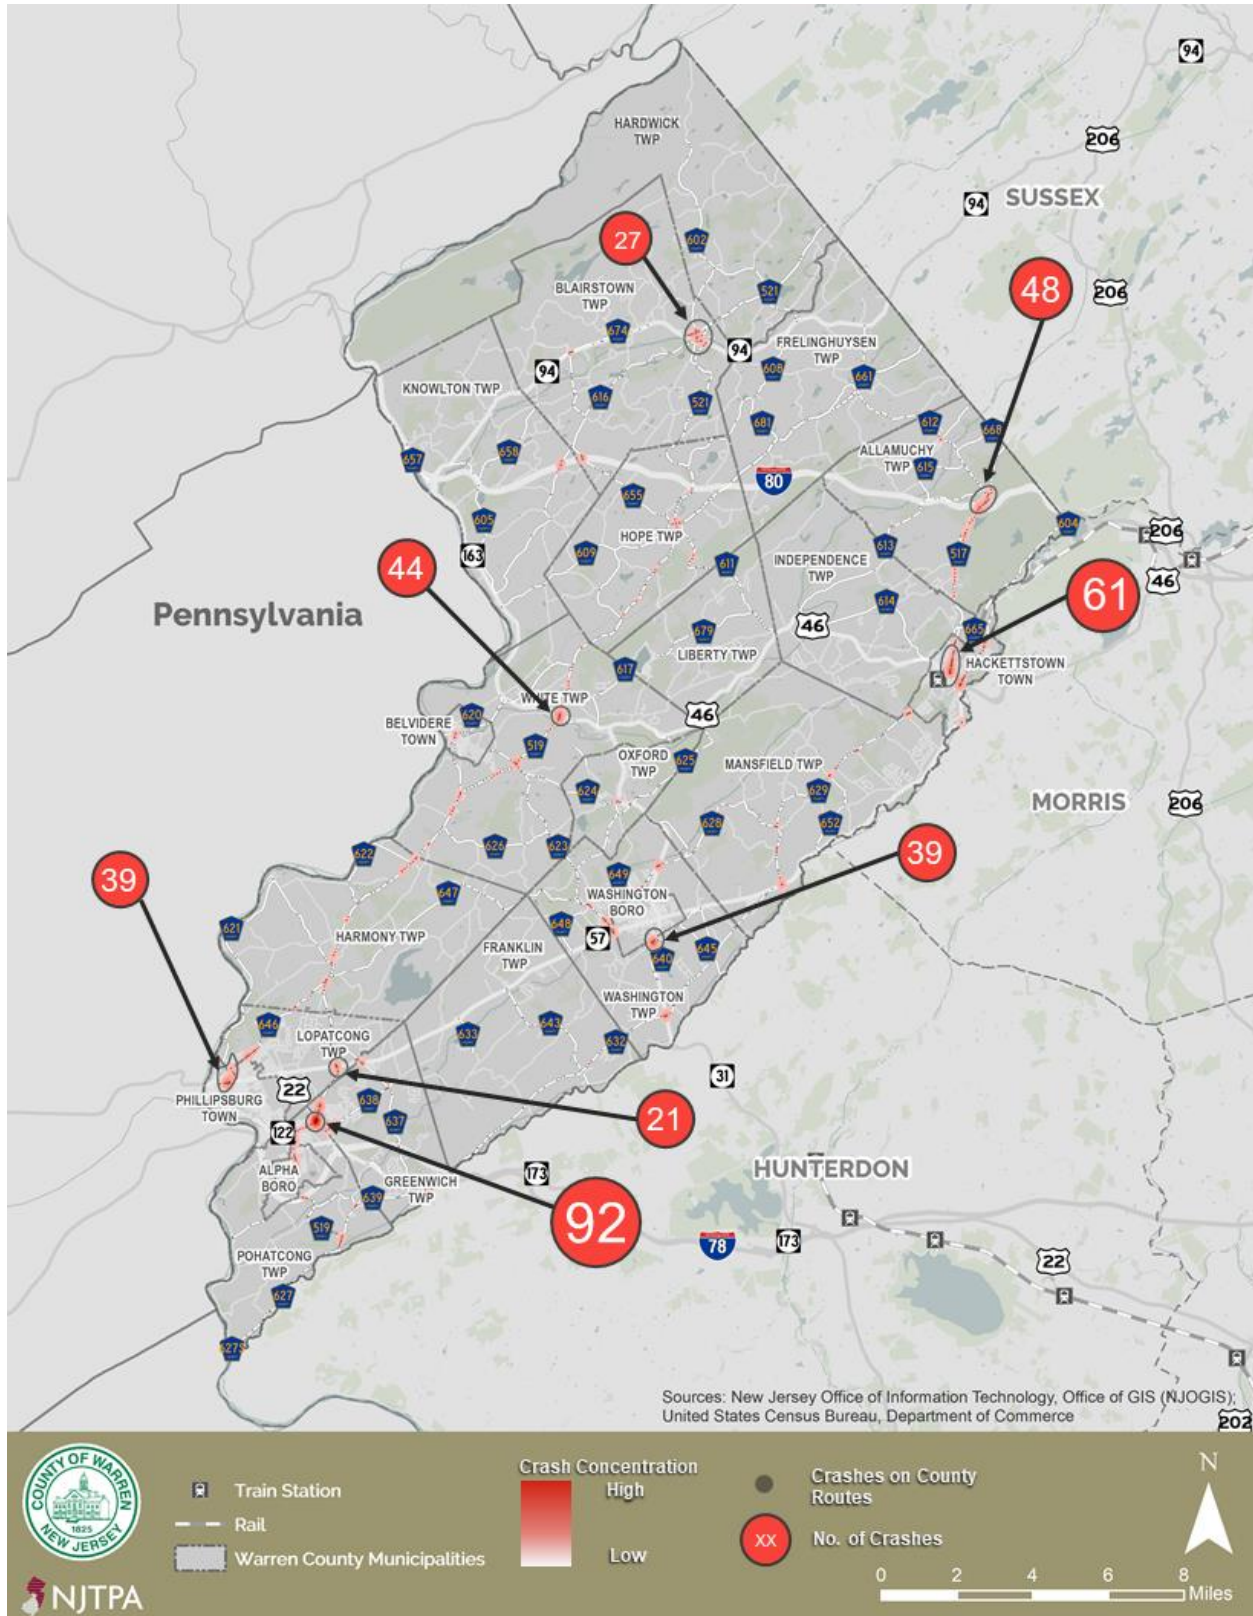 94
206
HARDWICK
TWP
94
SUSSEX
602
27
521
48
206
BLAIRSTOWN
TWP
674
94
FRELINGHUYSEN
TWP
94
608
661
KNOWLTON TWP
616
521
681
612
668
657
658
ALLAMUCHY
TWP
615
80
655
605
HOPE TWP
604
206
163
609
611
613
517
INDEPENDENCE
TWP
44
46
61
614
Pennsylvania
46
679
665
LIBERTY TWP
HACKETTSTOWN
TOWN
617
WHITE TWP
620
46
BELVIDERE
TOWN
519
OXFORD
TWP
625
MANSFIELD TWP
624
629
MORRIS
206
628
652
626
623
622
39
39
649
WASHINGTON
BORO
647
621
648
57
HARMONY TWP
FRANKLIN
TWP
645
640
WASHINGTON
TWP
646
LOPATCONG
TWP
633
643
632
31
22
PHILLIPSBURG
TOWN
638
21
637
122
ALPHA
BORO
GREENWICH
TWP
173
HUNTERDON
639
92
519
78
173
22
POHATCONG
TWP
627
627S
Sources: New Jersey Office of Information Technology, Office of GIS (NJOGIS);
United States Census Bureau, Department of Commerce
202
COUNTY OF WARREN
1825
NEW JERSEY
NJTPA
Train Station
Rail
Warren County Municipalities
Crash Concentration
High
Low
Crashes on County
Routes
XX
No. of Crashes
N
0 2 4 6 8
Miles